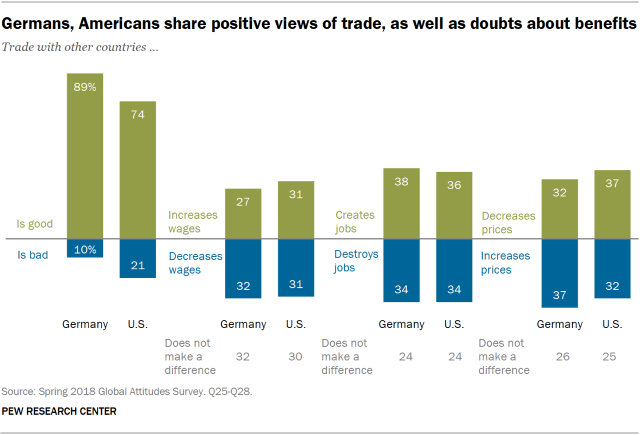 Germans, Americans share positive views of trade, as well as doubts about benefits
Trade with other countries ...
89%
74
Is good
Is bad
10%
21
Germany
U.S.
Increases
wages
Decreases
wages
27
31
32
31
Does not
make a
difference
32
30
Creates
jobs
Destroys
jobs
38
36
34
34
Germany
U.S.
Does not
make a
difference
24
24
Decreases
prices
Increases
prices
32
37
37
32
Germany
U.S.
Does not
make a
difference
26
25
Germany
U.S.
Source: Spring 2018 Global Attitudes Survey. Q25-Q28.
PEW RESEARCH CENTER